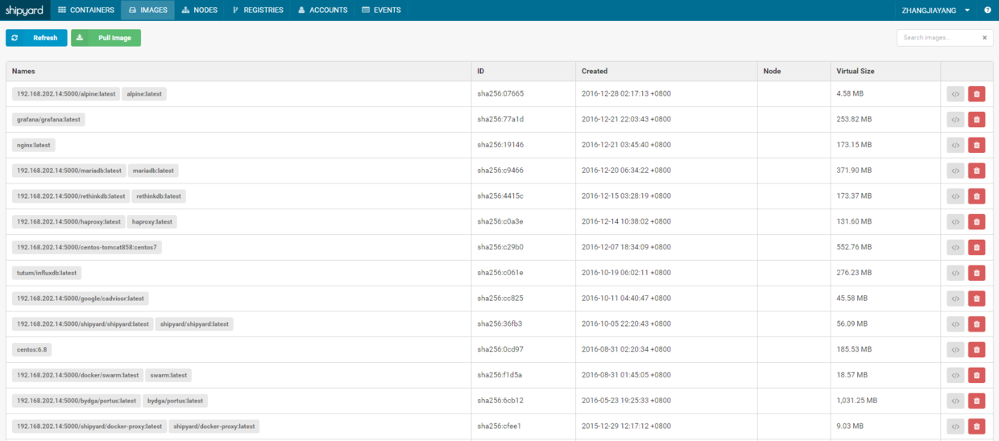 shipyard CONTAINERS IMAGES NODES REGISTRIES ACCOUNTS EVENTS ZHANGJIAYANG
Refresh Pull Image Search images...
Names ID Created Node Virtual Size
192.168.202.14:5000/alpine:latest alpine:latest sha256:07665 2016-12-28 02:17:13 +0800 4.58 MB
grafana/grafana:latest sha256:77a1d 2016-12-21 22:03:43 +0800 253.82 MB
nginx:latest sha256:19146 2016-12-21 03:45:40 +0800 173.15 MB
192.168.202.14:5000/mariadb:latest mariadb:latest sha256:c9466 2016-12-20 06:34:22 +0800 371.90 MB
192.168.202.14:5000/rethinkdb:latest rethinkdb:latest sha256:4415c 2016-12-15 03:28:19 +0800 173.37 MB
192.168.202.14:5000/haproxy:latest haproxy:latest sha256:c0a3e 2016-12-14 10:38:02 +0800 131.60 MB
192.168.202.14:5000/centos-tomcat858:centos7 sha256:c29b0 2016-12-07 18:34:09 +0800 552.76 MB
tutum/influxdb:latest sha256:c061e 2016-10-19 06:02:11 +0800 276.23 MB
192.168.202.14:5000/google/cadvisor:latest sha256:cc825 2016-10-11 04:40:47 +0800 45.58 MB
192.168.202.14:5000/shipyard/shipyard:latest shipyard/shipyard:latest sha256:36fb3 2016-10-05 22:20:43 +0800 56.09 MB
centos:6.8 sha256:0cd97 2016-08-31 02:20:34 +0800 185.53 MB
192.168.202.14:5000/docker/swarm:latest swarm:latest sha256:f1d5a 2016-08-31 01:45:05 +0800 18.57 MB
192.168.202.14:5000/bydga/portus:latest bydga/portus:latest sha256:6cb12 2016-05-23 19:25:33 +0800 1,031.25 MB
192.168.202.14:5000/shipyard/docker-proxy:latest shipyard/docker-proxy:latest sha256:cfee1 2015-12-29 12:17:12 +0800 9.03 MB